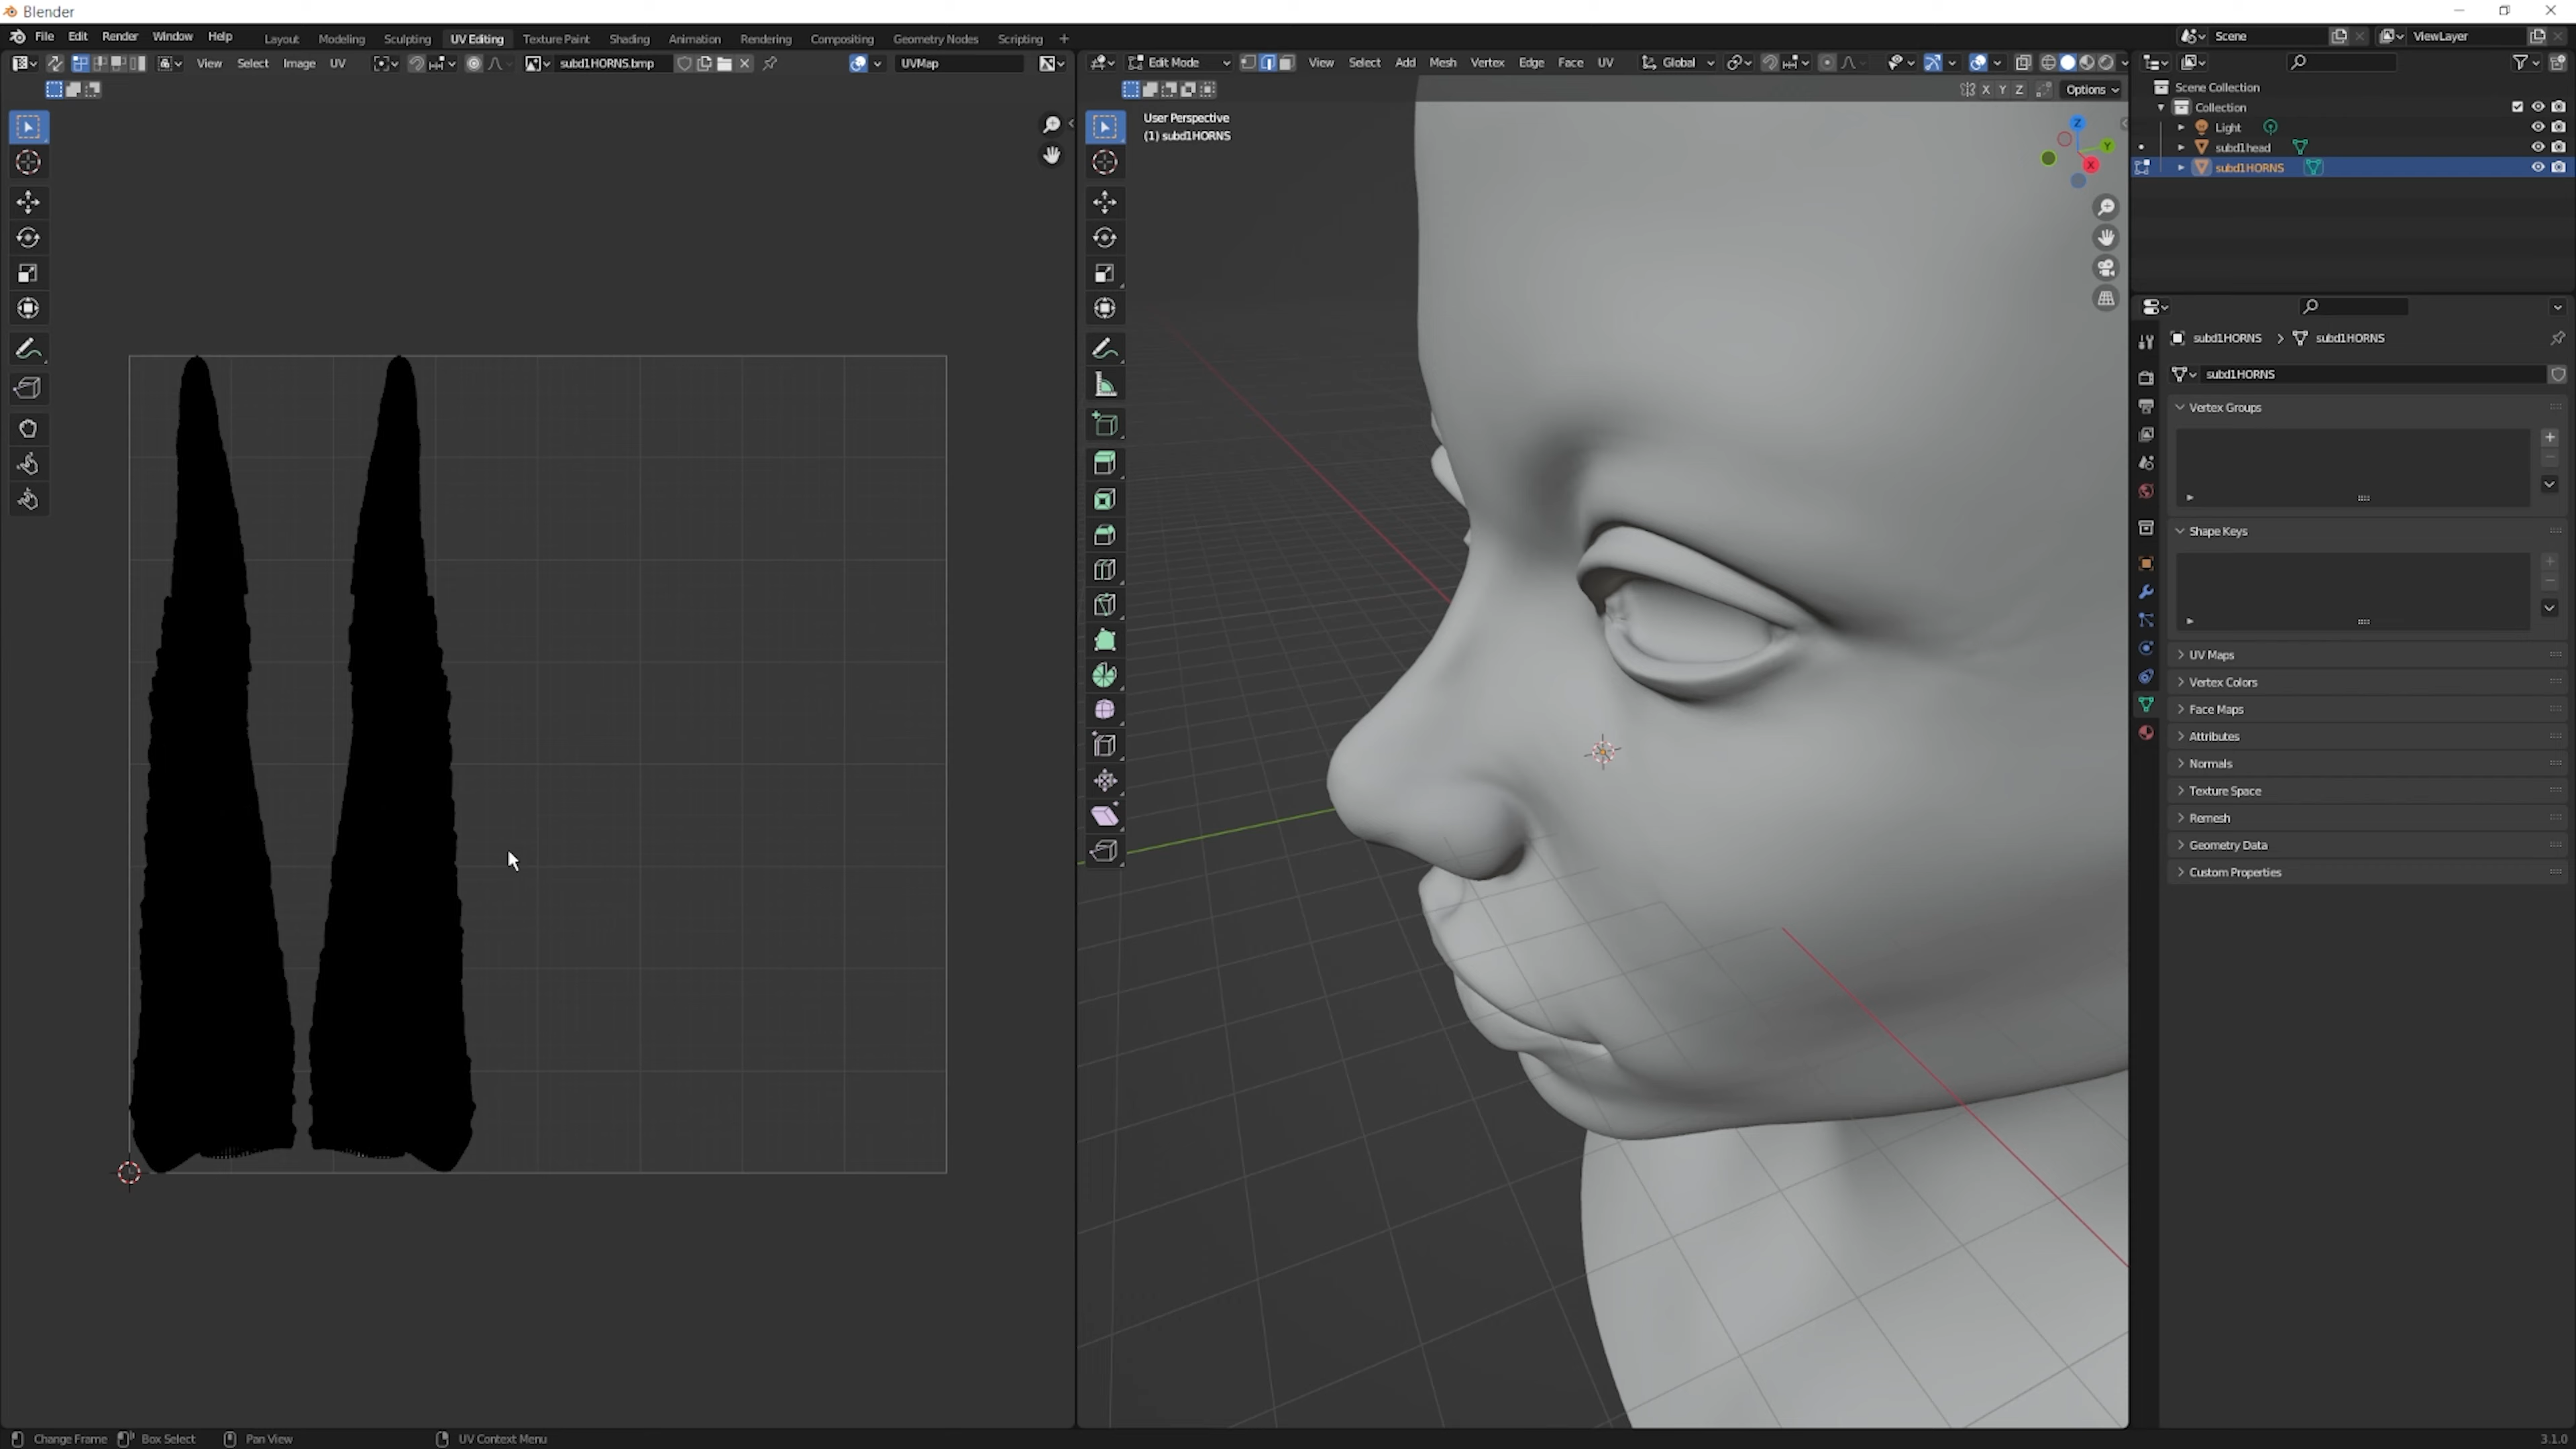 Blender
File Edit Render Window Help
Layout Modeling Sculpting UV Editing Texture Paint Shading Animation Rendering Compositing Geometry Nodes Scripting +
Scene
ViewLayer
View Select Image UV
subd1HORNS.bmp
UVMap
Edit Mode
View Select Add Mesh Vertex Edge Face UV
Global
X Y Z
Options
User Perspective
(1) subd1HORNS
Z
Y
X
Scene Collection
Collection
Light
subd1head
subd1HORNS
subd1HORNS > subd1HORNS
subd1HORNS
Vertex Groups
Shape Keys
UV Maps
Vertex Colors
Face Maps
Attributes
Normals
Texture Space
Remesh
Geometry Data
Custom Properties
Change Frame Box Select Pan View UV Context Menu
3.1.0